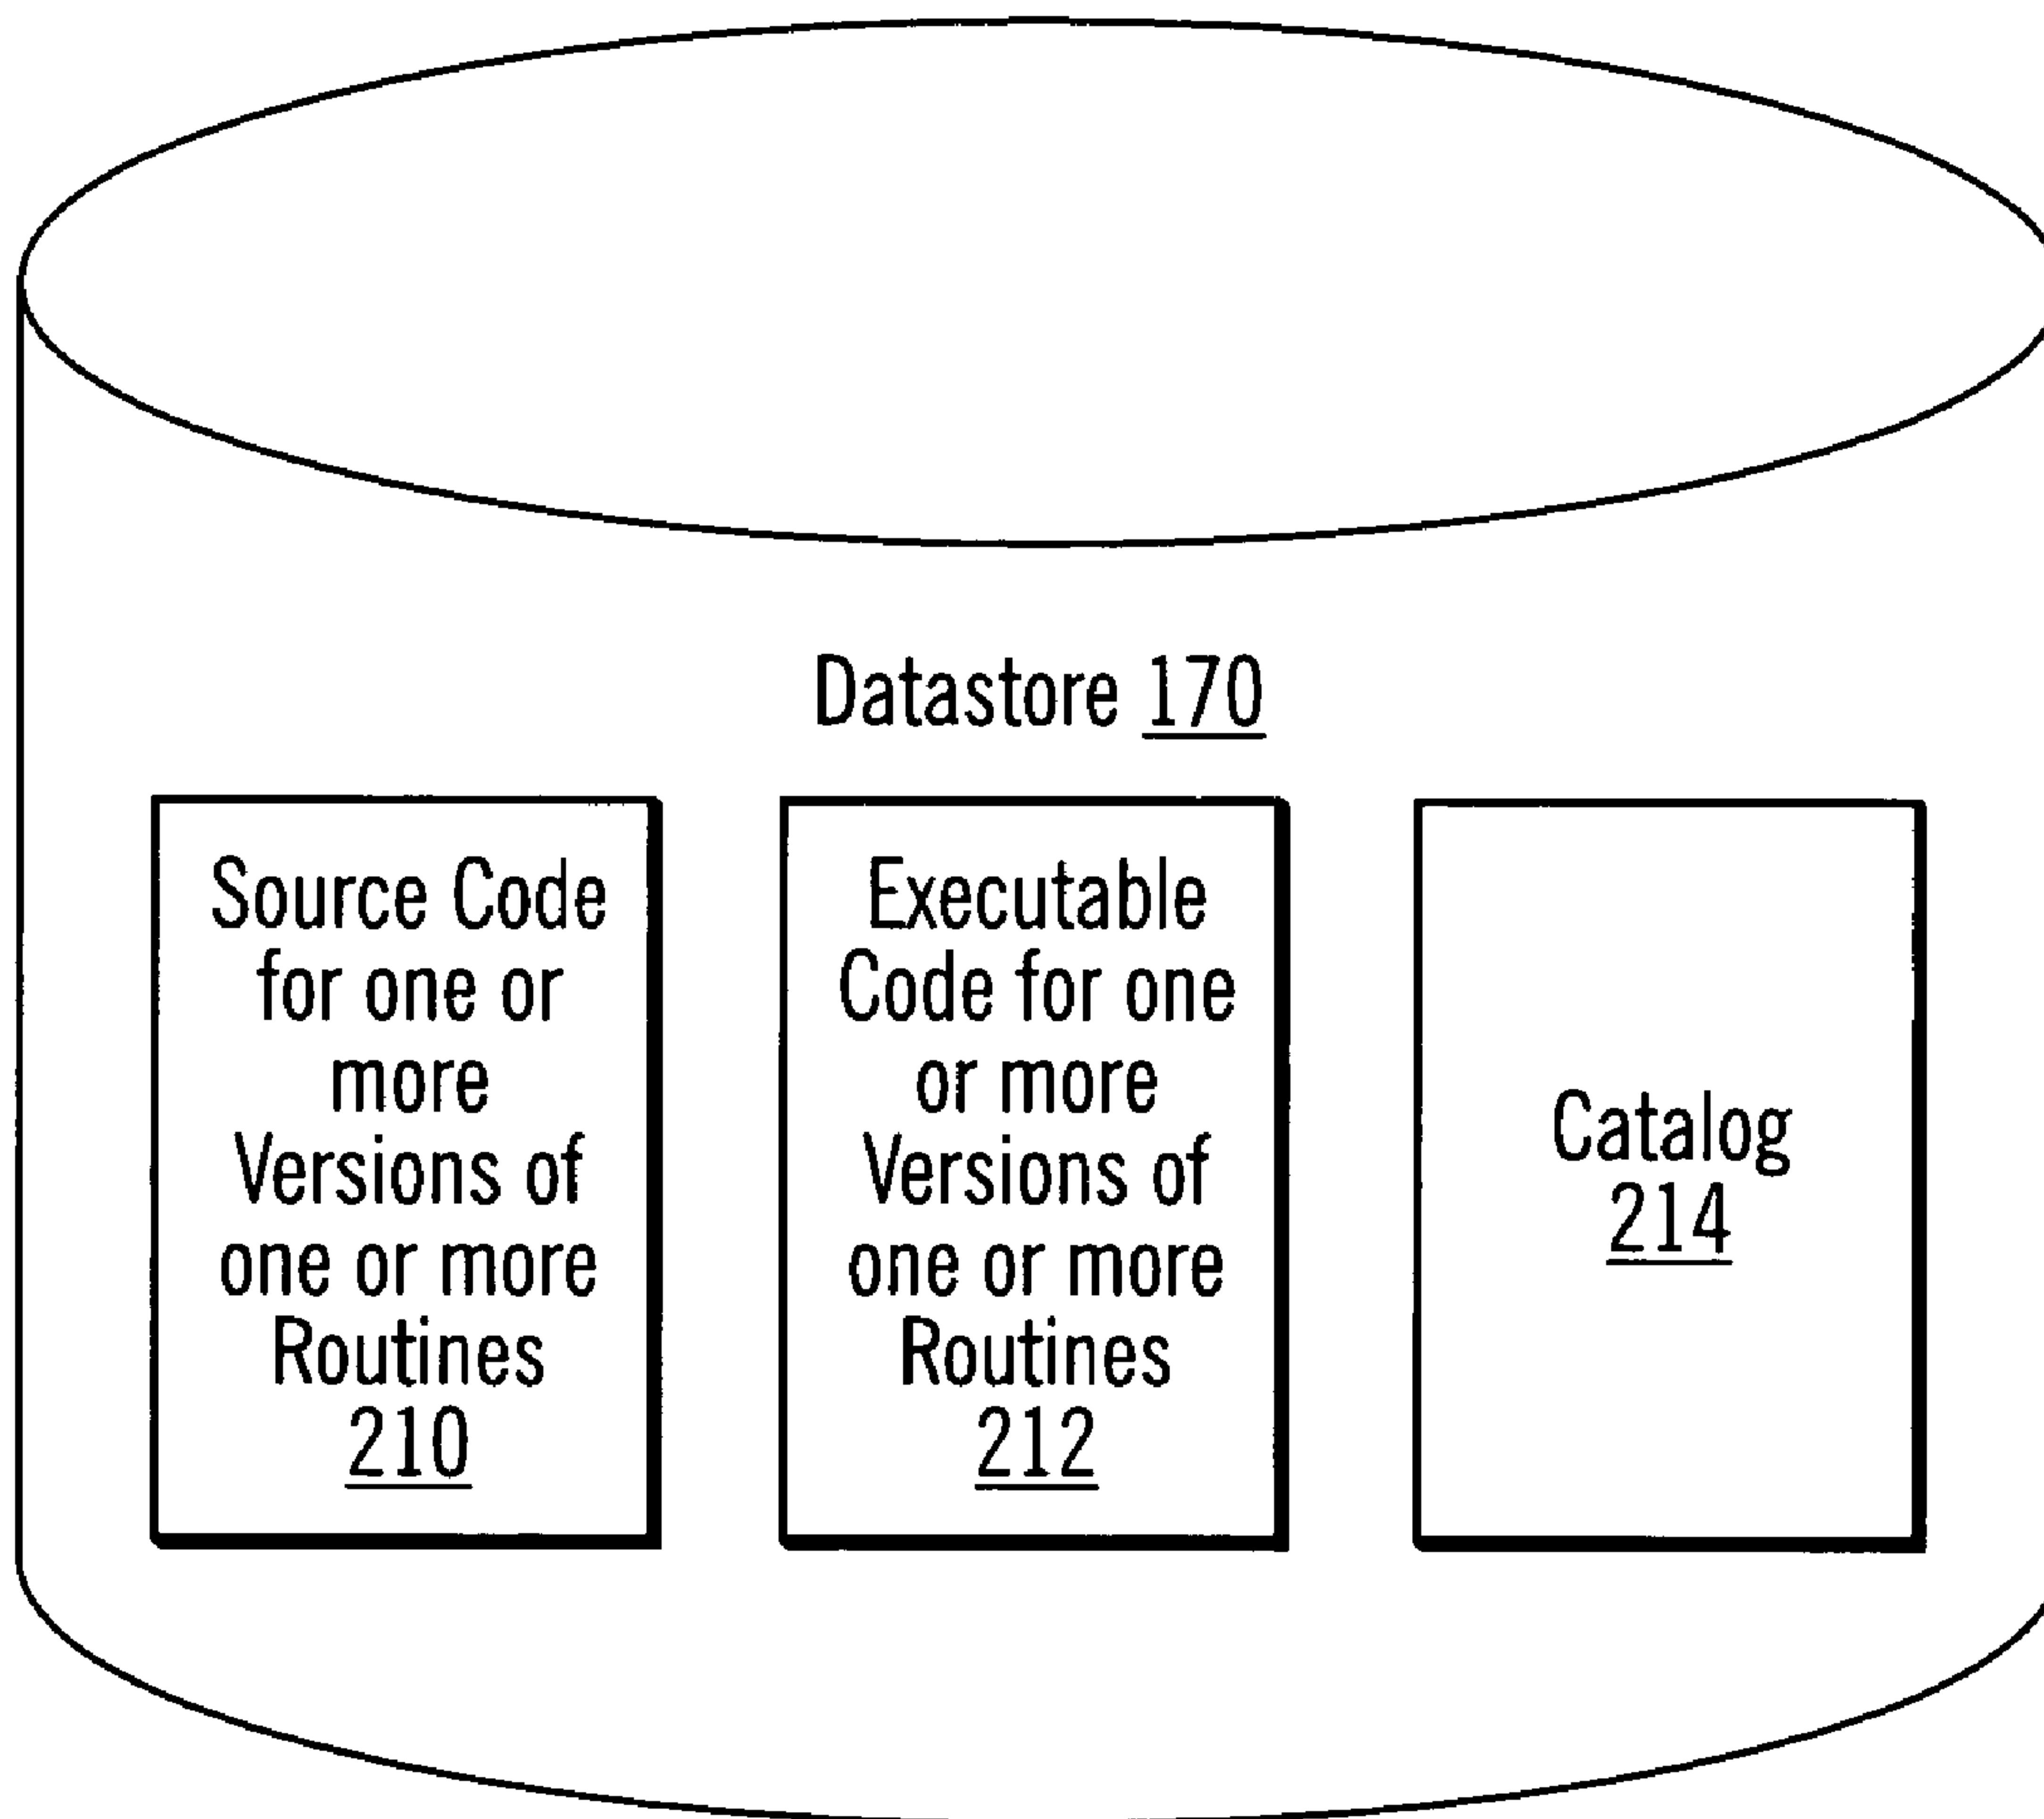 Datastore 170
Source Code
for one or
more
Versions of
one or more
Routines
210
Executable
Code for one
or more
Versions of
one or more
Routines
212
Catalog
214